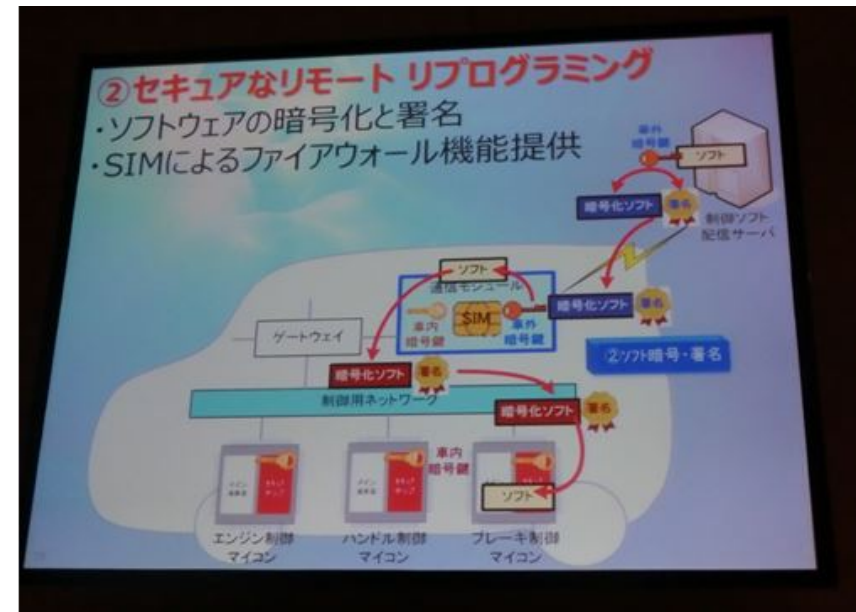 ②セキュアなリモート リプログラミング
・ソフトウェアの暗号化と署名
・SIMによるファイアウォール機能提供
車外
暗号鍵
ソフト
暗号化ソフト
署名
制御ソフト
配信サーバ
ソフト
通信モジュール
暗号化ソフト
署名
SIM
車内
暗号鍵
車外
暗号鍵
ゲートウェイ
②ソフト暗号・署名
暗号化ソフト
署名
制御用ネットワーク
暗号化ソフト
署名
車内
暗号鍵
ソフト
エンジン制御
マイコン
ハンドル制御
マイコン
ブレーキ制御
マイコン